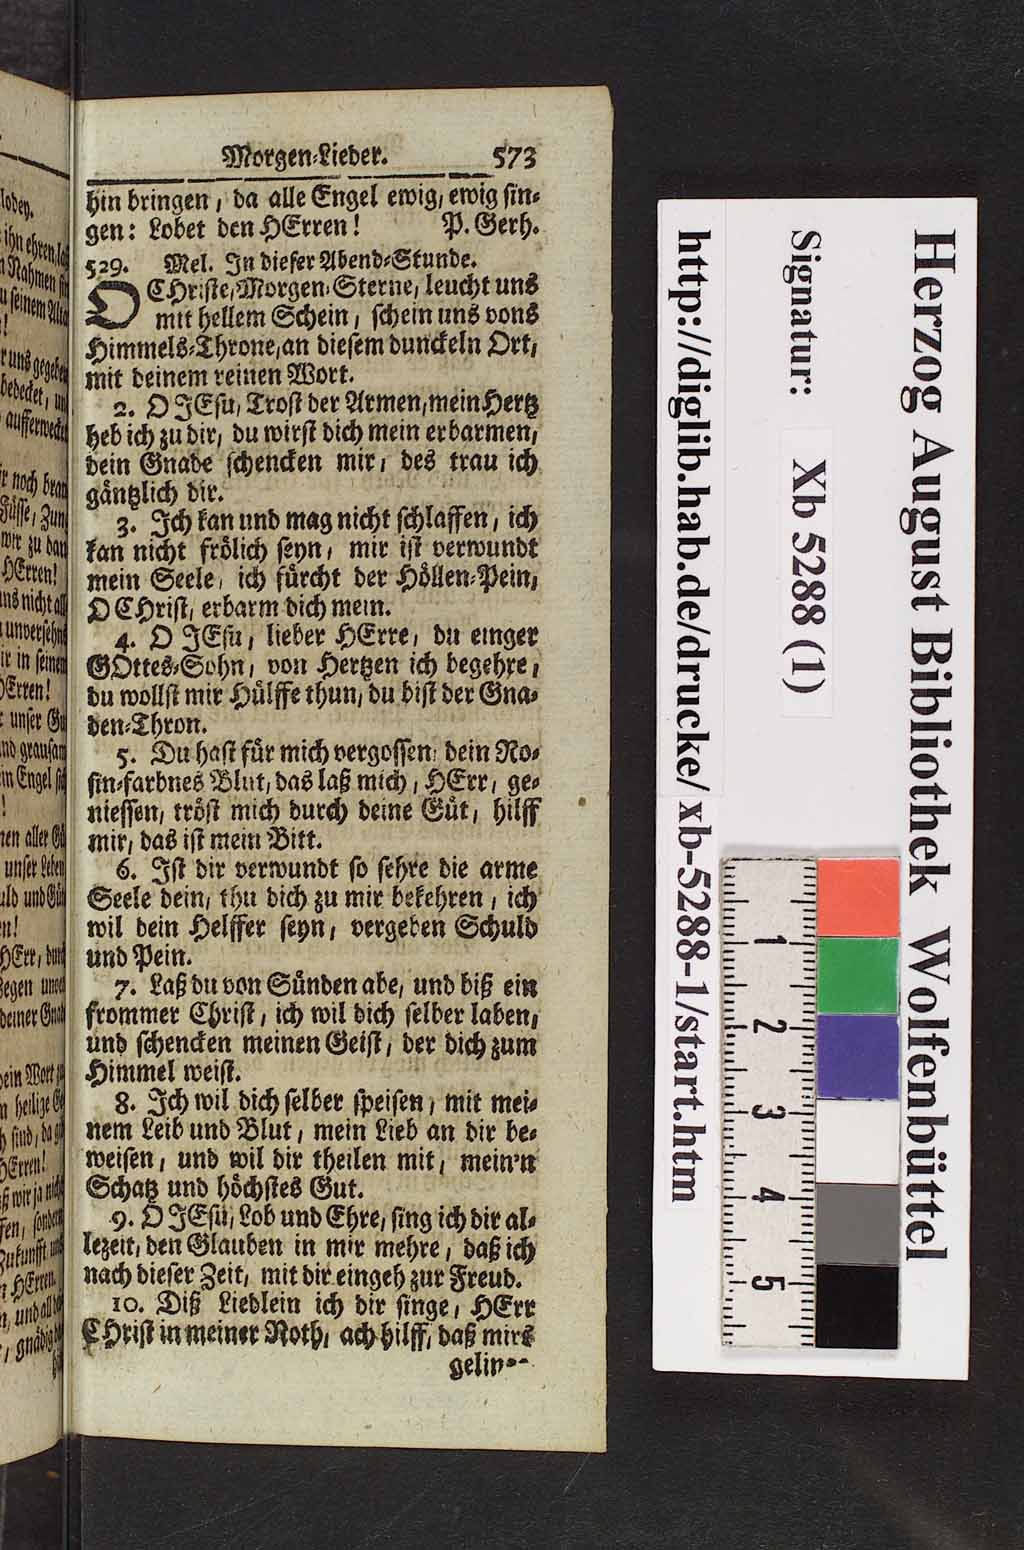 Morgen-Lieder. 573
hin bringen, da alle Engel ewig, ewig sin-
gen: Lobet den HErren! P. Gerh.
529. Mel. In dieser Abend-Stunde.
O CHriste, Morgen-Sterne, leucht uns
mit hellem Schein, schein uns vons
Himmels-Throne, an diesem dunckeln Ort,
mit deinem reinen Wort.
2. O JEsu, Trost der Armen, mein Hertz
heb ich zu dir, du wirst dich mein erbarmen,
dein Gnade schencken mir, des trau ich
gäntzlich dir.
3. Ich kan und mag nicht schlaffen, ich
kan nicht frölich seyn, mir ist verwundt
mein Seele, ich fürcht der Höllen-Pein,
O CHrist, erbarm dich mein.
4. O JEsu, lieber HErre, du einger
GOttes-Sohn, von Hertzen ich begehre,
du wollst mir Hülffe thun, du bist der Gna-
den-Thron.
5. Du hast für mich vergossen, dein Ro-
sin-farbnes Blut, das laß mich, HErr, ge-
niessen, tröst mich durch deine Güt, hilff
mir, das ist mein Bitt.
6. Ist dir verwundt so sehre die arme
Seele dein, thu dich zu mir bekehren, ich
wil dein Helffer seyn, vergeben Schuld
und Pein.
7. Laß du von Sünden abe, und biß ein
frommer Christ, ich wil dich selber laben,
und schencken meinen Geist, der dich zum
Himmel weist.
8. Ich wil dich selber speisen, mit mei-
nem Leib und Blut, mein Lieb an dir be-
weisen, und wil dir theilen mit, mein'n
Schatz und höchstes Gut.
9. O JEsu, Lob und Ehre, sing ich dir al-
lezeit, den Glauben in mir mehre, daß ich
nach dieser Zeit, mit dir eingeh zur Freud.
10. Diß Liedlein ich dir singe, HErr
CHrist in meiner Noth, ach hilff, daß mirs
Herzog August Bibliothek Wolfenbüttel
Signatur: Xb 5288 (1)
http://diglib.hab.de/drucke/ xb-5288-1/start.htm
1
2
3
4
5